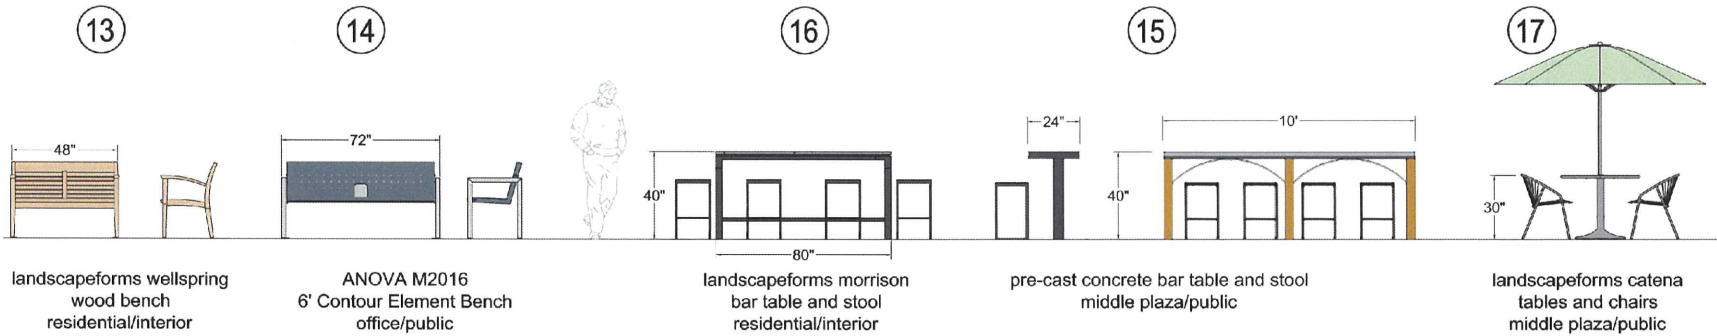 13
14
16
15
17
48"
72"
40"
80"
24"
40"
10'
30"
landscapeforms wellspring
wood bench
residential/interior
ANOVA M2016
6' Contour Element Bench
office/public
landscapeforms morrison
bar table and stool
residential/interior
pre-cast concrete bar table and stool
middle plaza/public
landscapeforms catena
tables and chairs
middle plaza/public